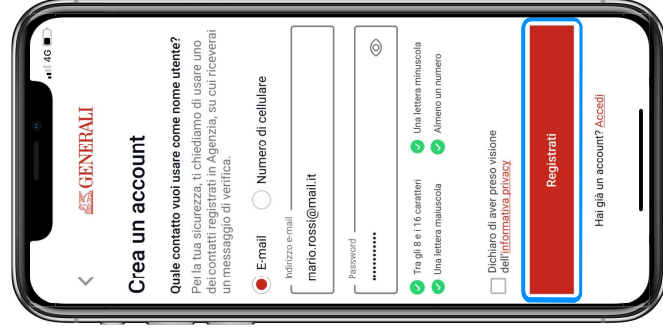 4G
GENERALI
Crea un account
Quale contatto vuoi usare come nome utente?
Per la tua sicurezza, ti chiediamo di usare uno
dei contatti registrati in Agenzia, su cui riceverai
un messaggio di verifica.
E-mail
Numero di cellulare
Indirizzo e-mail
mario.rossi@mail.it
Password
••••••••••••
Tra gli 8 e i 16 caratteri
Una lettera minuscola
Una lettera maiuscola
Almeno un numero
Dichiaro di aver preso visione
dell'informativa privacy
Registrati
Hai già un account? Accedi